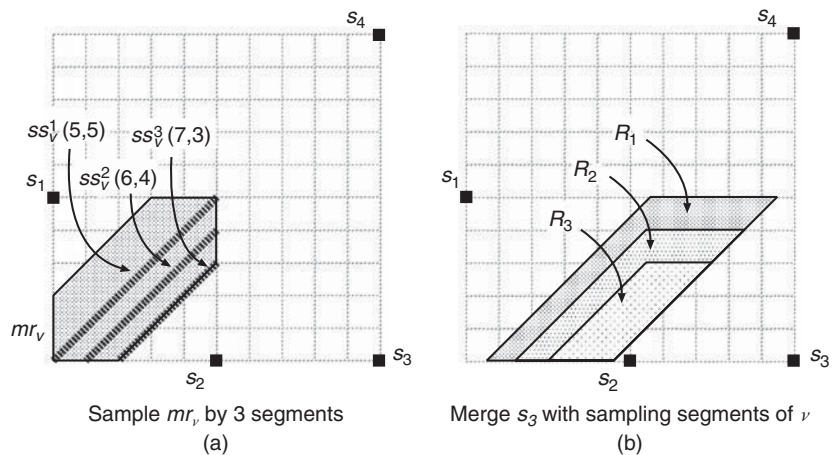 s4
s4
ss1v(5,5) ss3v(7,3)
ss2v(6,4)
s1
mrv
s2
s3
s1
R1
R2
R3
s2
s3
Sample mrν by 3 segments
(a)
Merge s3 with sampling segments of ν
(b)